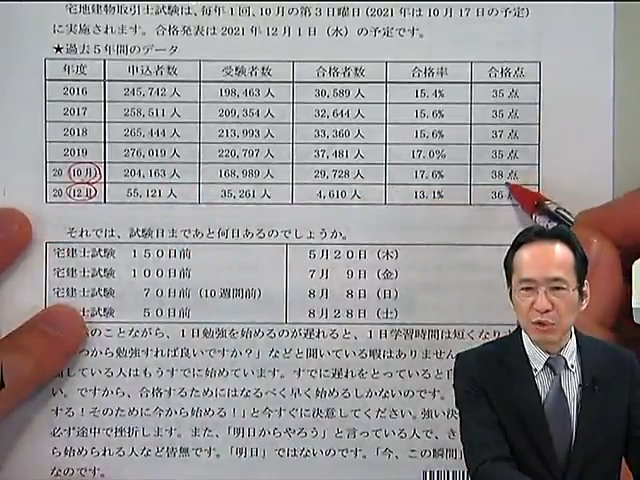 宅地建物取引士試験は、毎年1回、10月の第3日曜日(2021年は10月17日の予定)
に実施されます。合格発表は2021年12月1日(水)の予定です。
★過去5年間のデータ
年度 申込者数 受験者数 合格者数 合格率 合格点
2016 245,742人 198,463人 30,589人 15.4% 35点
2017 258,511人 209,354人 32,644人 15.6% 35点
2018 265,444人 213,993人 33,360人 15.6% 37点
2019 276,019人 220,797人 37,481人 17.0% 35点
20 10月 204,163人 168,989人 29,728人 17.6% 38点
20 12月 55,121人 35,261人 4,610人 13.1% 36
それでは、試験日まであと何日あるのでしょうか。
宅建士試験 150日前 5月20日(木)
宅建士試験 100日前 7月 9日(金)
宅建士試験 70日前(10週間前) 8月 8日(日)
士試験 50日前 8月28日(土)
のことながら、1日勉強を始めるのが遅れると、1日学習時間は短くなり
つから勉強すれば良いですか?」などと聞いている暇はありません
している人はもうすでに始めています。すでに遅れをとっていると
い。ですから、合格するためにはなるべく早く始めるしかないのです。
する!そのために今から始める!」と今すぐに決意してください。強い決
必ず途中で挫折します。また、「明日からやろう」と言っている人で、き
ら始められる人など皆無です。「明日」ではないのです。「今、この瞬間」
なのです。